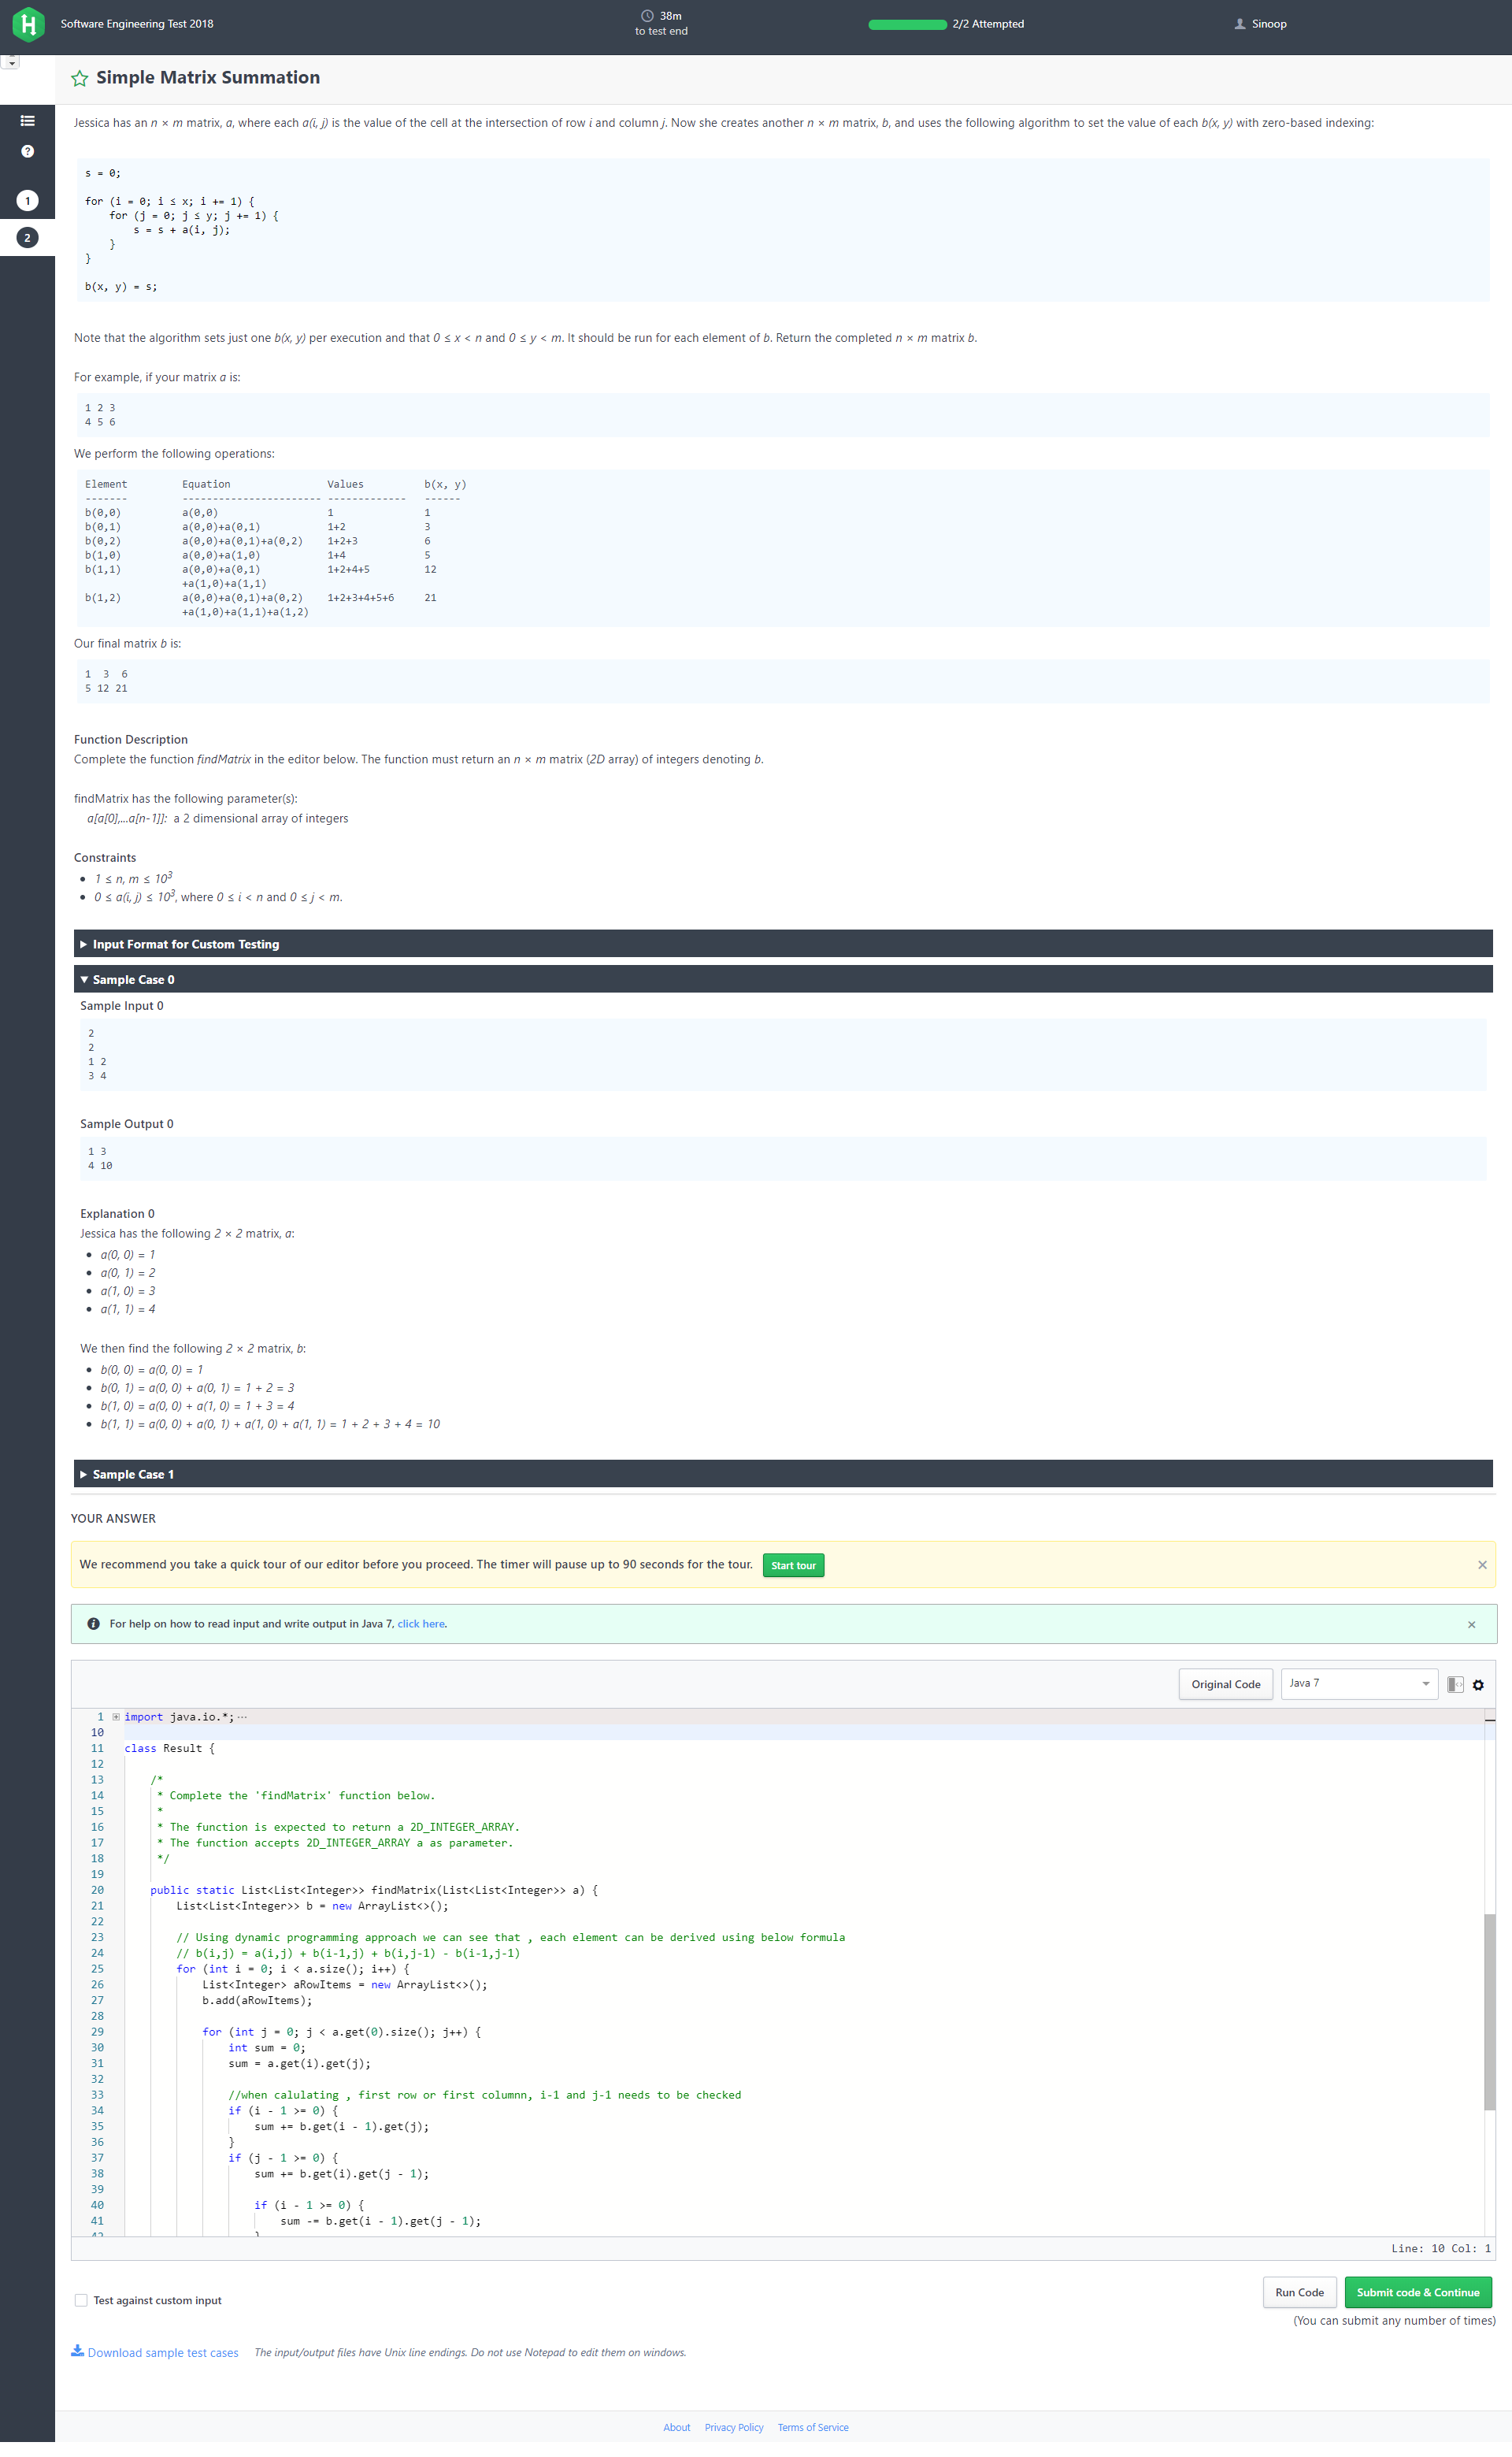 Software Engineering Test 2018
38m
to test end
2/2 Attempted
Sinoop
Simple Matrix Summation
1
2
Jessica has an n × m matrix, a, where each a(i, j) is the value of the cell at the intersection of row i and column j. Now she creates another n × m matrix, b, and uses the following algorithm to set the value of each b(x, y) with zero-based indexing:
s = 0;
for (i = 0; i ≤ x; i += 1) {
for (j = 0; j ≤ y; j += 1) {
s = s + a(i, j);
}
}
b(x, y) = s;
Note that the algorithm sets just one b(x, y) per execution and that 0 ≤ x < n and 0 ≤ y < m. It should be run for each element of b. Return the completed n × m matrix b.
For example, if your matrix a is:
1 2 3
4 5 6
We perform the following operations:
Element Equation Values b(x, y)
------- ----------------------- ------------- ------
b(0,0) a(0,0) 1 1
b(0,1) a(0,0)+a(0,1) 1+2 3
b(0,2) a(0,0)+a(0,1)+a(0,2) 1+2+3 6
b(1,0) a(0,0)+a(1,0) 1+4 5
b(1,1) a(0,0)+a(0,1) 1+2+4+5 12
+a(1,0)+a(1,1)
b(1,2) a(0,0)+a(0,1)+a(0,2) 1+2+3+4+5+6 21
+a(1,0)+a(1,1)+a(1,2)
Our final matrix b is:
1 3 6
5 12 21
Function Description
Complete the function findMatrix in the editor below. The function must return an n × m matrix (2D array) of integers denoting b.
findMatrix has the following parameter(s):
a[a[0],...a[n-1]]: a 2 dimensional array of integers
Constraints
• 1 ≤ n, m ≤ 10³
• 0 ≤ a(i, j) ≤ 10³, where 0 ≤ i < n and 0 ≤ j < m.
Input Format for Custom Testing
Sample Case 0
Sample Input 0
2
2
1 2
3 4
Sample Output 0
1 3
4 10
Explanation 0
Jessica has the following 2 × 2 matrix, a:
• a(0, 0) = 1
• a(0, 1) = 2
• a(1, 0) = 3
• a(1, 1) = 4
We then find the following 2 × 2 matrix, b:
• b(0, 0) = a(0, 0) = 1
• b(0, 1) = a(0, 0) + a(0, 1) = 1 + 2 = 3
• b(1, 0) = a(0, 0) + a(1, 0) = 1 + 3 = 4
• b(1, 1) = a(0, 0) + a(0, 1) + a(1, 0) + a(1, 1) = 1 + 2 + 3 + 4 = 10
Sample Case 1
YOUR ANSWER
We recommend you take a quick tour of our editor before you proceed. The timer will pause up to 90 seconds for the tour. Start tour
For help on how to read input and write output in Java 7, click here.
Original Code Java 7
1 import java.io.*; ···
10
11 class Result {
12
13 /*
14 * Complete the 'findMatrix' function below.
15 *
16 * The function is expected to return a 2D_INTEGER_ARRAY.
17 * The function accepts 2D_INTEGER_ARRAY a as parameter.
18 */
19
20 public static List<List<Integer>> findMatrix(List<List<Integer>> a) {
21 List<List<Integer>> b = new ArrayList<>();
22
23 // Using dynamic programming approach we can see that , each element can be derived using below formula
24 // b(i,j) = a(i,j) + b(i-1,j) + b(i,j-1) - b(i-1,j-1)
25 for (int i = 0; i < a.size(); i++) {
26 List<Integer> aRowItems = new ArrayList<>();
27 b.add(aRowItems);
28
29 for (int j = 0; j < a.get(0).size(); j++) {
30 int sum = 0;
31 sum = a.get(i).get(j);
32
33 //when calulating , first row or first columnn, i-1 and j-1 needs to be checked
34 if (i - 1 >= 0) {
35 sum += b.get(i - 1).get(j);
36 }
37 if (j - 1 >= 0) {
38 sum += b.get(i).get(j - 1);
39
40 if (i - 1 >= 0) {
41 sum -= b.get(i - 1).get(j - 1);
42 }
Line: 10 Col: 1
Test against custom input
Run Code Submit code & Continue
(You can submit any number of times)
Download sample test cases The input/output files have Unix line endings. Do not use Notepad to edit them on windows.
About Privacy Policy Terms of Service